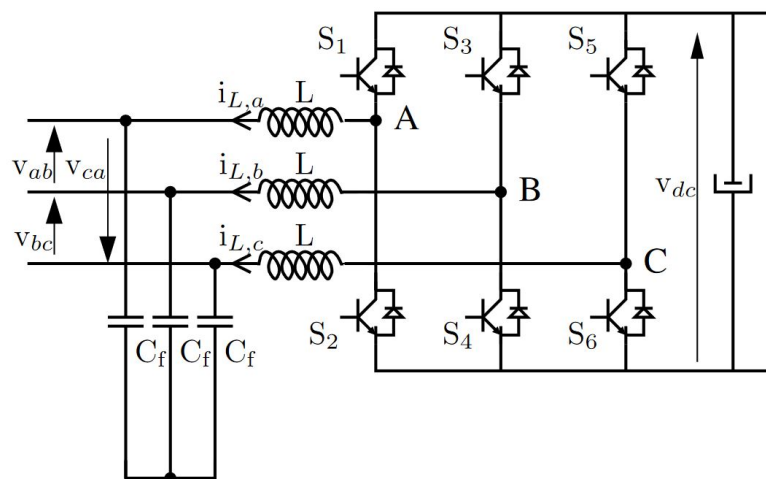 S1 S3 S5
iL,a L A
vab vca iL,b L B vdc
vbc iL,c L C
S2 S4 S6
Cf Cf Cf